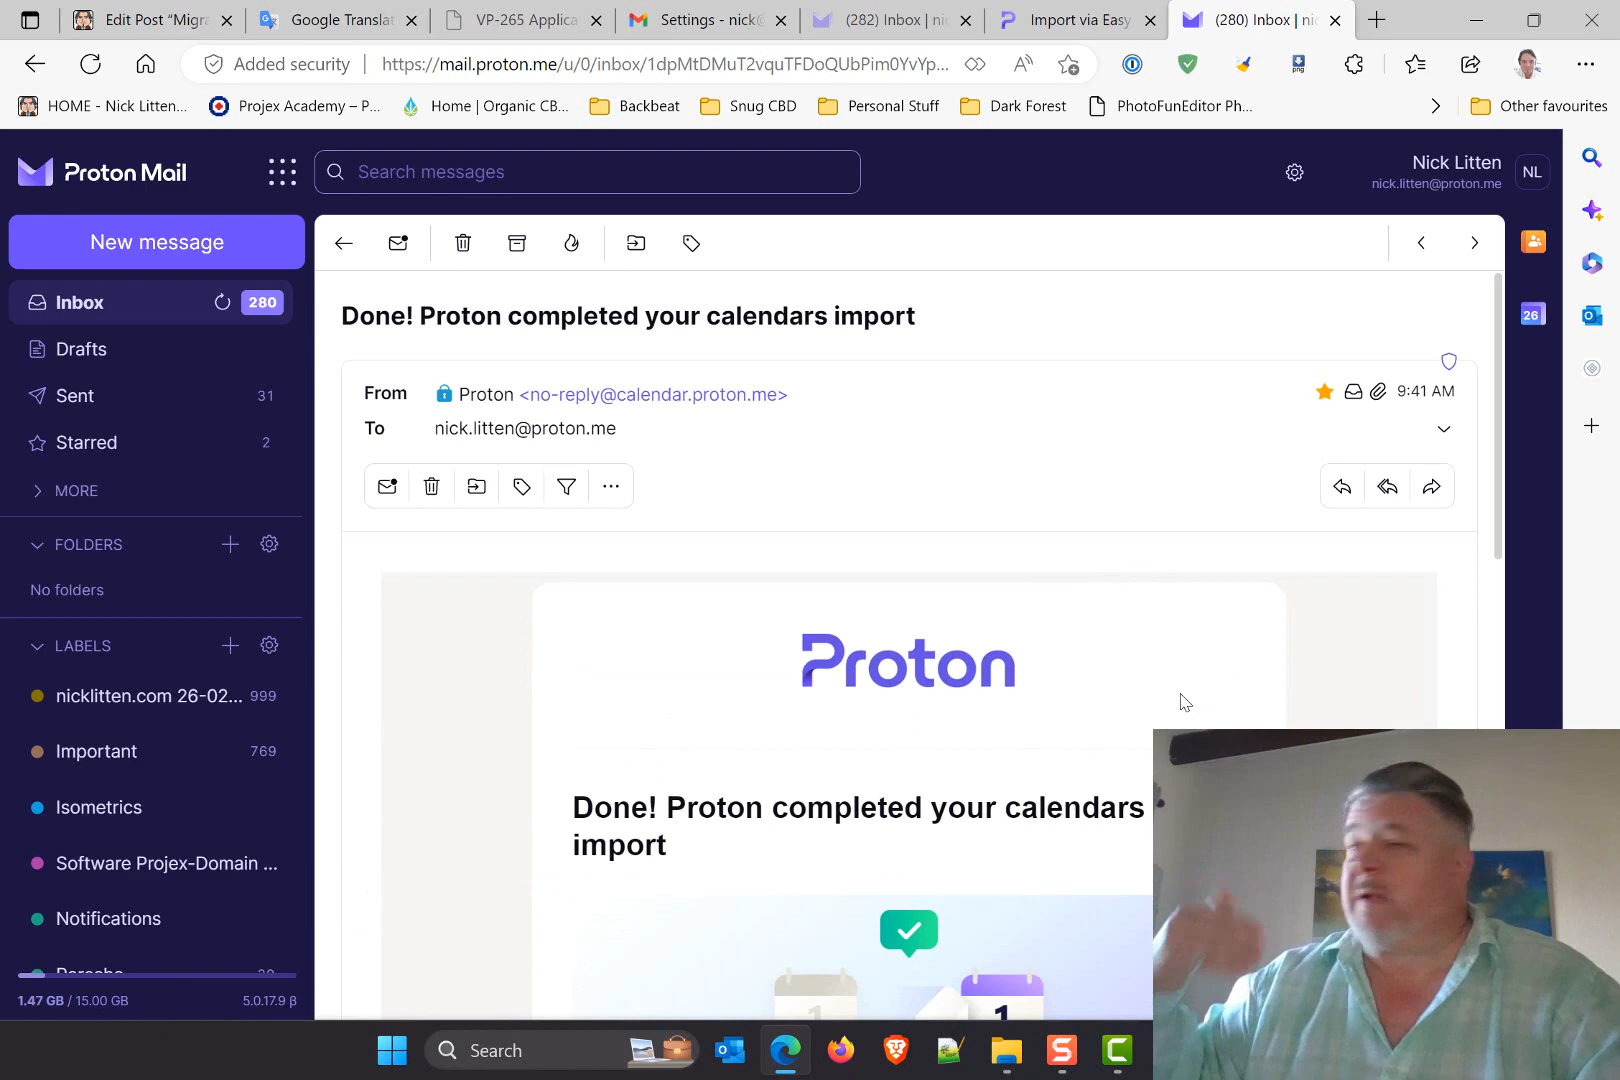 Edit Post “Migra
Google Translat
VP-265 Applica
Settings - nick@
(282) Inbox | nic
Import via Easy
(280) Inbox | nic
Added security
https://mail.proton.me/u/0/inbox/1dpMtDMuT2vquTFDoQUbPim0YvYp...
png
HOME - Nick Litten...
Projex Academy – P...
Home | Organic CB...
Backbeat
Snug CBD
Personal Stuff
Dark Forest
PhotoFunEditor Ph...
Other favourites
Proton Mail
Search messages
Nick Litten
nick.litten@proton.me
NL
New message
Inbox
280
Drafts
Sent 31
Starred 2
MORE
FOLDERS
No folders
LABELS
nicklitten.com 26-02... 999
Important 769
Isometrics
Software Projex-Domain ...
Notifications
1.47 GB / 15.00 GB
5.0.17.9 β
Done! Proton completed your calendars import
From Proton <no-reply@calendar.proton.me>
9:41 AM
To nick.litten@proton.me
26
Proton
Done! Proton completed your calendars
import
1
1
Search